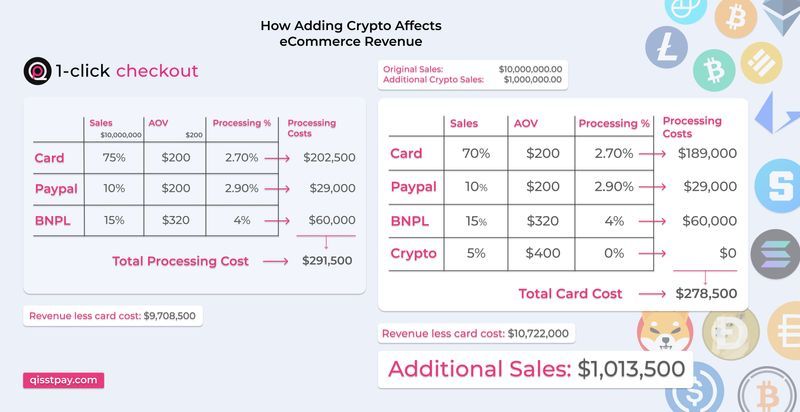 How Adding Crypto Affects
eCommerce Revenue
1-click checkout
Sales AOV Processing % Processing
Costs
$10,000,000 $200
Card 75% $200 2.70% → $202,500
Paypal 10% $200 2.90% → $29,000
BNPL 15% $320 4% → $60,000
Total Processing Cost → $291,500
Revenue less card cost: $9,708,500
qisstpay.com
Original Sales: $10,000,000.00
Additional Crypto Sales: $1,000,000.00
Sales AOV Processing % Processing
Costs
Card 70% $200 2.70% → $189,000
Paypal 10% $200 2.90% → $29,000
BNPL 15% $320 4% → $60,000
Crypto 5% $400 0% → $0
Total Card Cost → $278,500
Revenue less card cost: $10,722,000
Additional Sales: $1,013,500